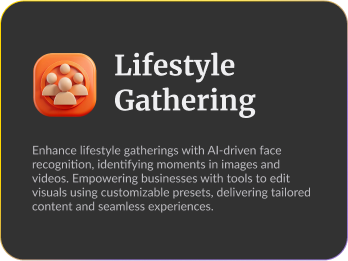 Lifestyle
Gathering
Enhance lifestyle gatherings with AI-driven face
recognition, identifying moments in images and
videos. Empowering businesses with tools to edit
visuals using customizable presets, delivering tailored
content and seamless experiences.